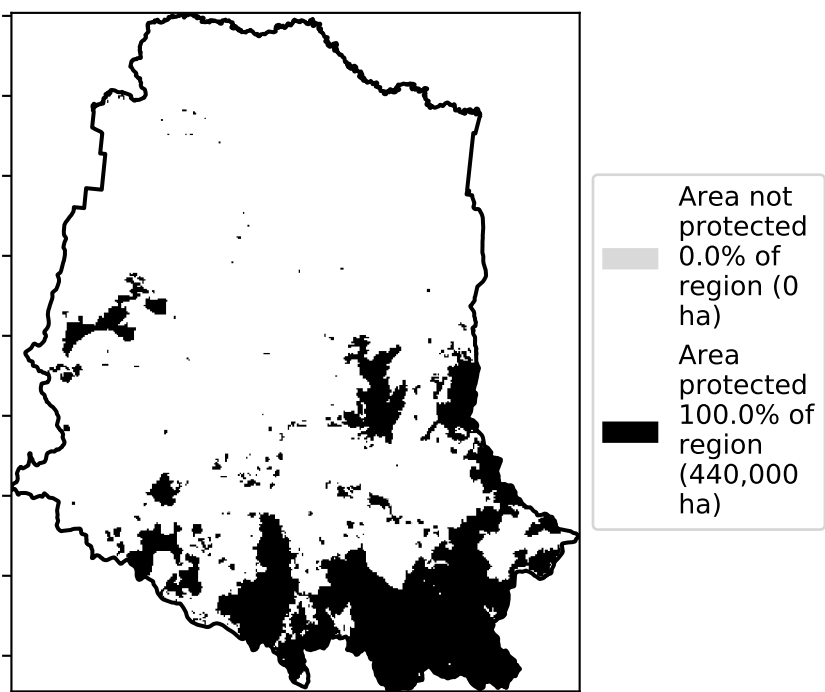 Area not
protected
0.0% of
region (0
ha)
Area
protected
100.0% of
region
(440,000
ha)